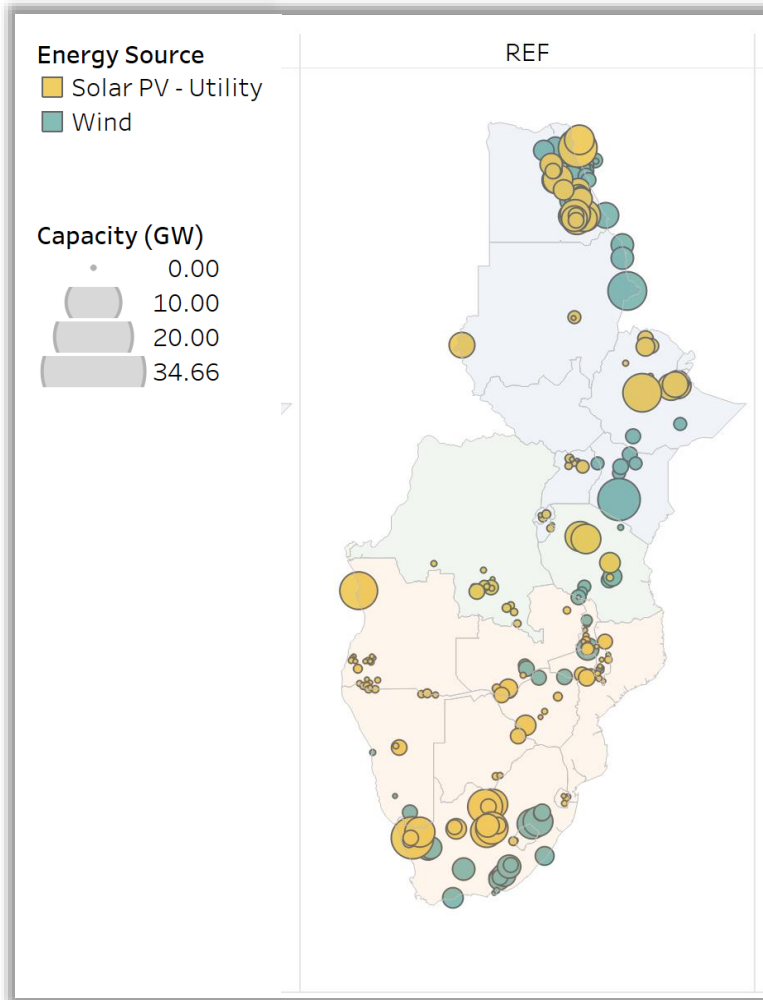 Energy Source
Solar PV - Utility
Wind
Capacity (GW)
0.00
10.00
20.00
34.66
REF